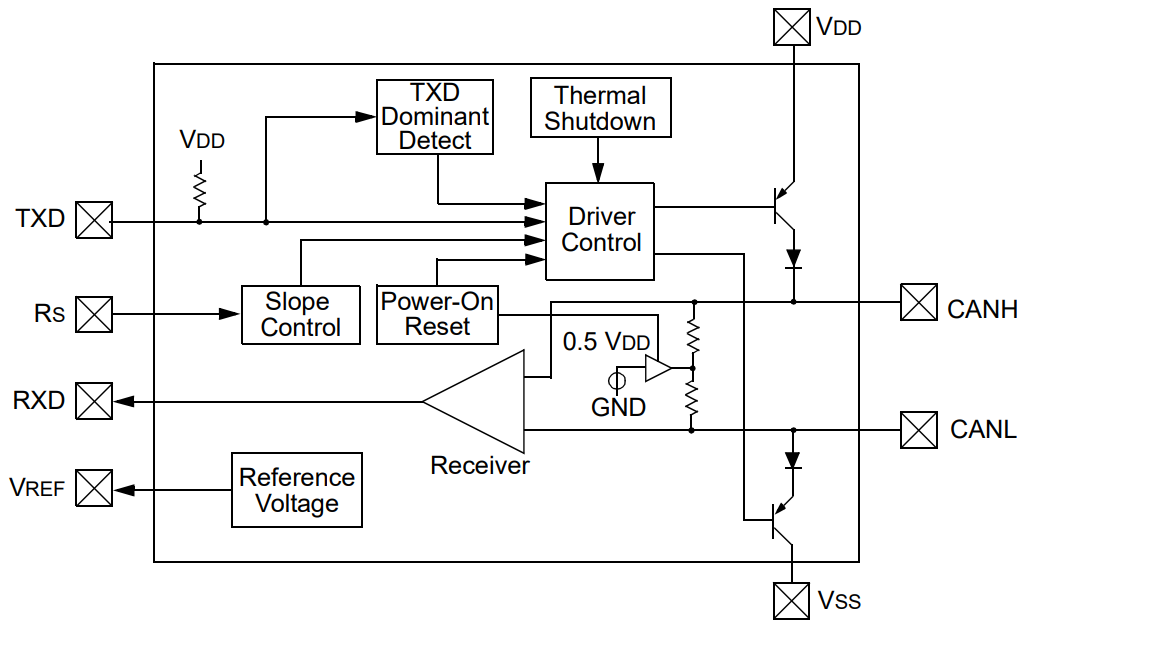 VDD
TXD
Dominant
Detect
Thermal
Shutdown
VDD
TXD
Driver
Control
RS
Slope
Control
Power-On
Reset
CANH
0.5 VDD
RXD
GND
CANL
Receiver
VREF
Reference
Voltage
VSS